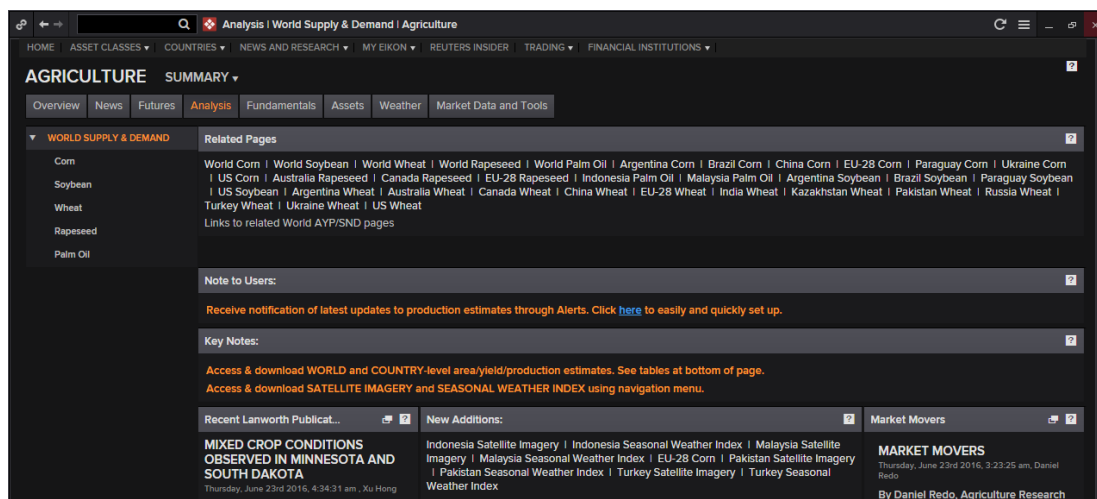 Analysis | World Supply & Demand | Agriculture
HOME | ASSET CLASSES ▾ | COUNTRIES ▾ | NEWS AND RESEARCH ▾ | MY EIKON ▾ | REUTERS INSIDER | TRADING ▾ | FINANCIAL INSTITUTIONS ▾ |
AGRICULTURE SUMMARY ▾
Overview News Futures Analysis Fundamentals Assets Weather Market Data and Tools
WORLD SUPPLY & DEMAND
Corn
Soybean
Wheat
Rapeseed
Palm Oil
Related Pages
World Corn | World Soybean | World Wheat | World Rapeseed | World Palm Oil | Argentina Corn | Brazil Corn | China Corn | EU-28 Corn | Paraguay Corn | Ukraine Corn
| US Corn | Australia Rapeseed | Canada Rapeseed | EU-28 Rapeseed | Indonesia Palm Oil | Malaysia Palm Oil | Argentina Soybean | Brazil Soybean | Paraguay Soybean
| US Soybean | Argentina Wheat | Australia Wheat | Canada Wheat | China Wheat | EU-28 Wheat | India Wheat | Kazakhstan Wheat | Pakistan Wheat | Russia Wheat |
Turkey Wheat | Ukraine Wheat | US Wheat
Links to related World AYP/SND pages
Note to Users:
Receive notification of latest updates to production estimates through Alerts. Click here to easily and quickly set up.
Key Notes:
Access & download WORLD and COUNTRY-level area/yield/production estimates. See tables at bottom of page.
Access & download SATELLITE IMAGERY and SEASONAL WEATHER INDEX using navigation menu.
Recent Lanworth Publicat...
MIXED CROP CONDITIONS
OBSERVED IN MINNESOTA AND
SOUTH DAKOTA
Thursday, June 23rd 2016, 4:34:31 am , Xu Hong
New Additions:
Indonesia Satellite Imagery | Indonesia Seasonal Weather Index | Malaysia Satellite
Imagery | Malaysia Seasonal Weather Index | EU-28 Corn | Pakistan Satellite Imagery
| Pakistan Seasonal Weather Index | Turkey Satellite Imagery | Turkey Seasonal
Weather Index
Market Movers
MARKET MOVERS
Thursday, June 23rd 2016, 3:23:25 am, Daniel
Redo
By Daniel Redo, Agriculture Research